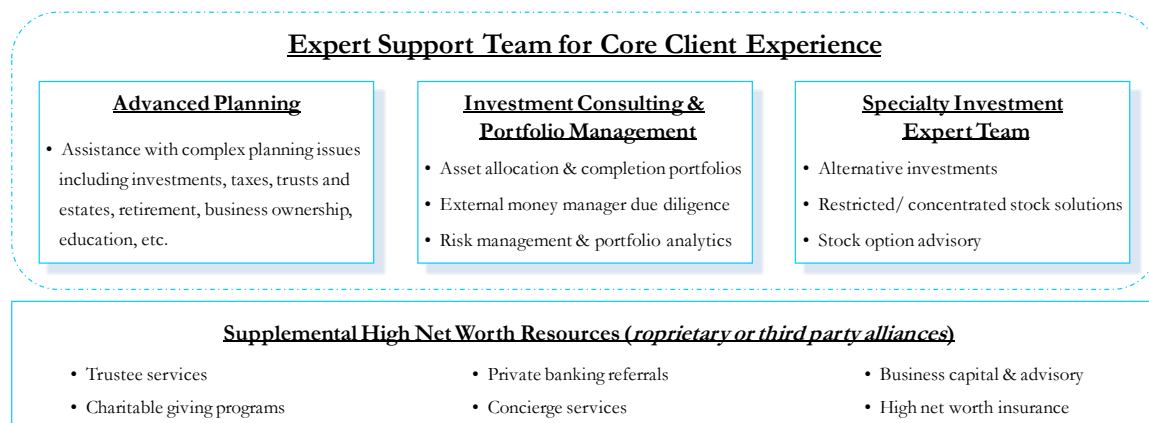 Expert Support Team for Core Client Experience
Advanced Planning
• Assistance with complex planning issues
including investments, taxes, trusts and
estates, retirement, business ownership,
education, etc.
Investment Consulting &
Portfolio Management
• Asset allocation & completion portfolios
• External money manager due diligence
• Risk management & portfolio analytics
Specialty Investment
Expert Team
• Alternative investments
• Restricted/ concentrated stock solutions
• Stock option advisory
Supplemental High Net Worth Resources (roprietary or third party alliances)
• Trustee services
• Charitable giving programs
• Private banking referrals
• Concierge services
• Business capital & advisory
• High net worth insurance